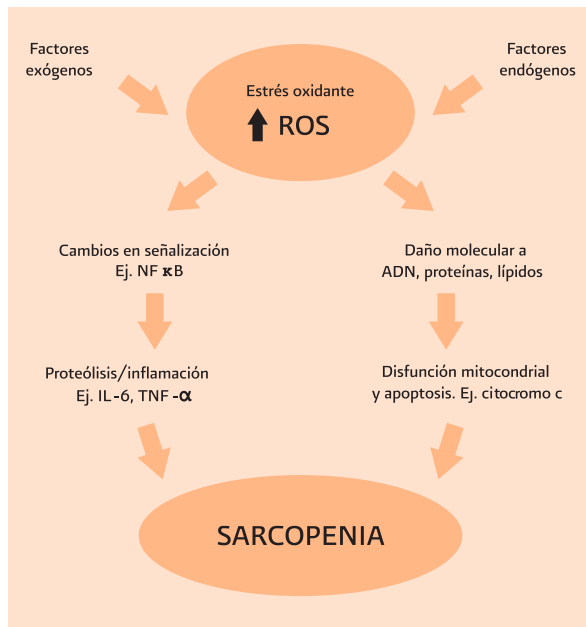 Factores
exógenos
Factores
endógenos
Estrés oxidante
ROS
Cambios en señalización
Ej. NF κB
Daño molecular a
ADN, proteínas, lípidos
Proteólisis/inflamación
Ej. IL-6, TNF-α
Disfunción mitocondrial
y apoptosis. Ej. citocromo c
SARCOPENIA